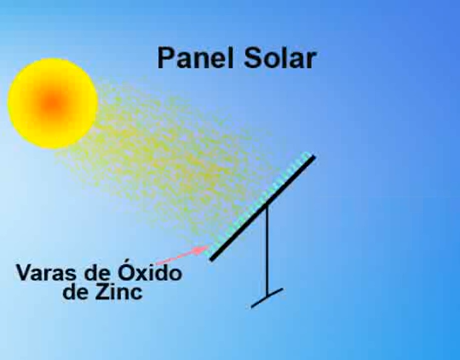 Panel Solar
Varas de Óxido
de Zinc